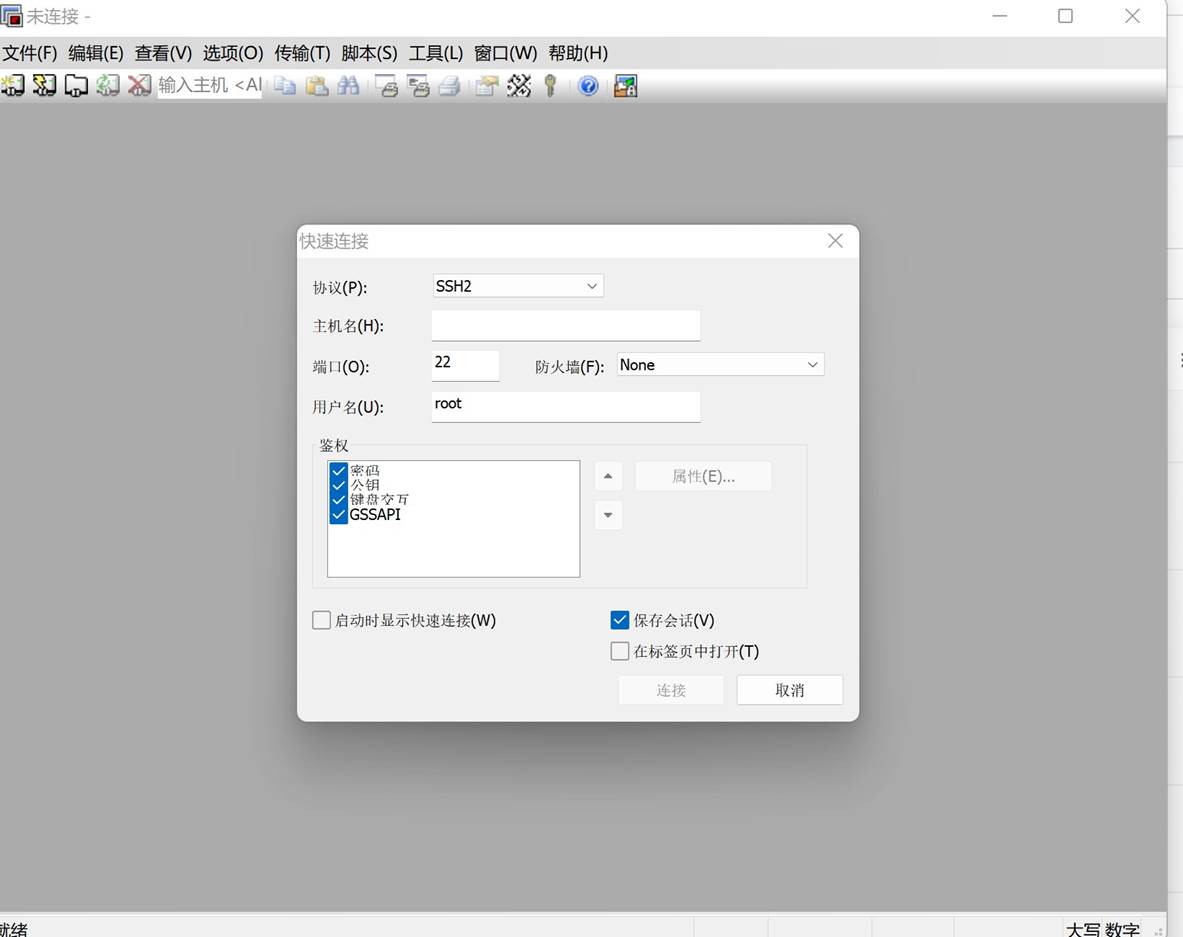 未连接 -
文件(F) 编辑(E) 查看(V) 选项(O) 传输(T) 脚本(S) 工具(L) 窗口(W) 帮助(H)
输入主机 <Al
快速连接
协议(P): SSH2
主机名(H):
端口(O): 22 防火墙(F): None
用户名(U): root
鉴权
密码
公钥
键盘交互
GSSAPI
属性(E)...
启动时显示快速连接(W) 保存会话(V)
在标签页中打开(T)
连接 取消
就绪 大写 数字